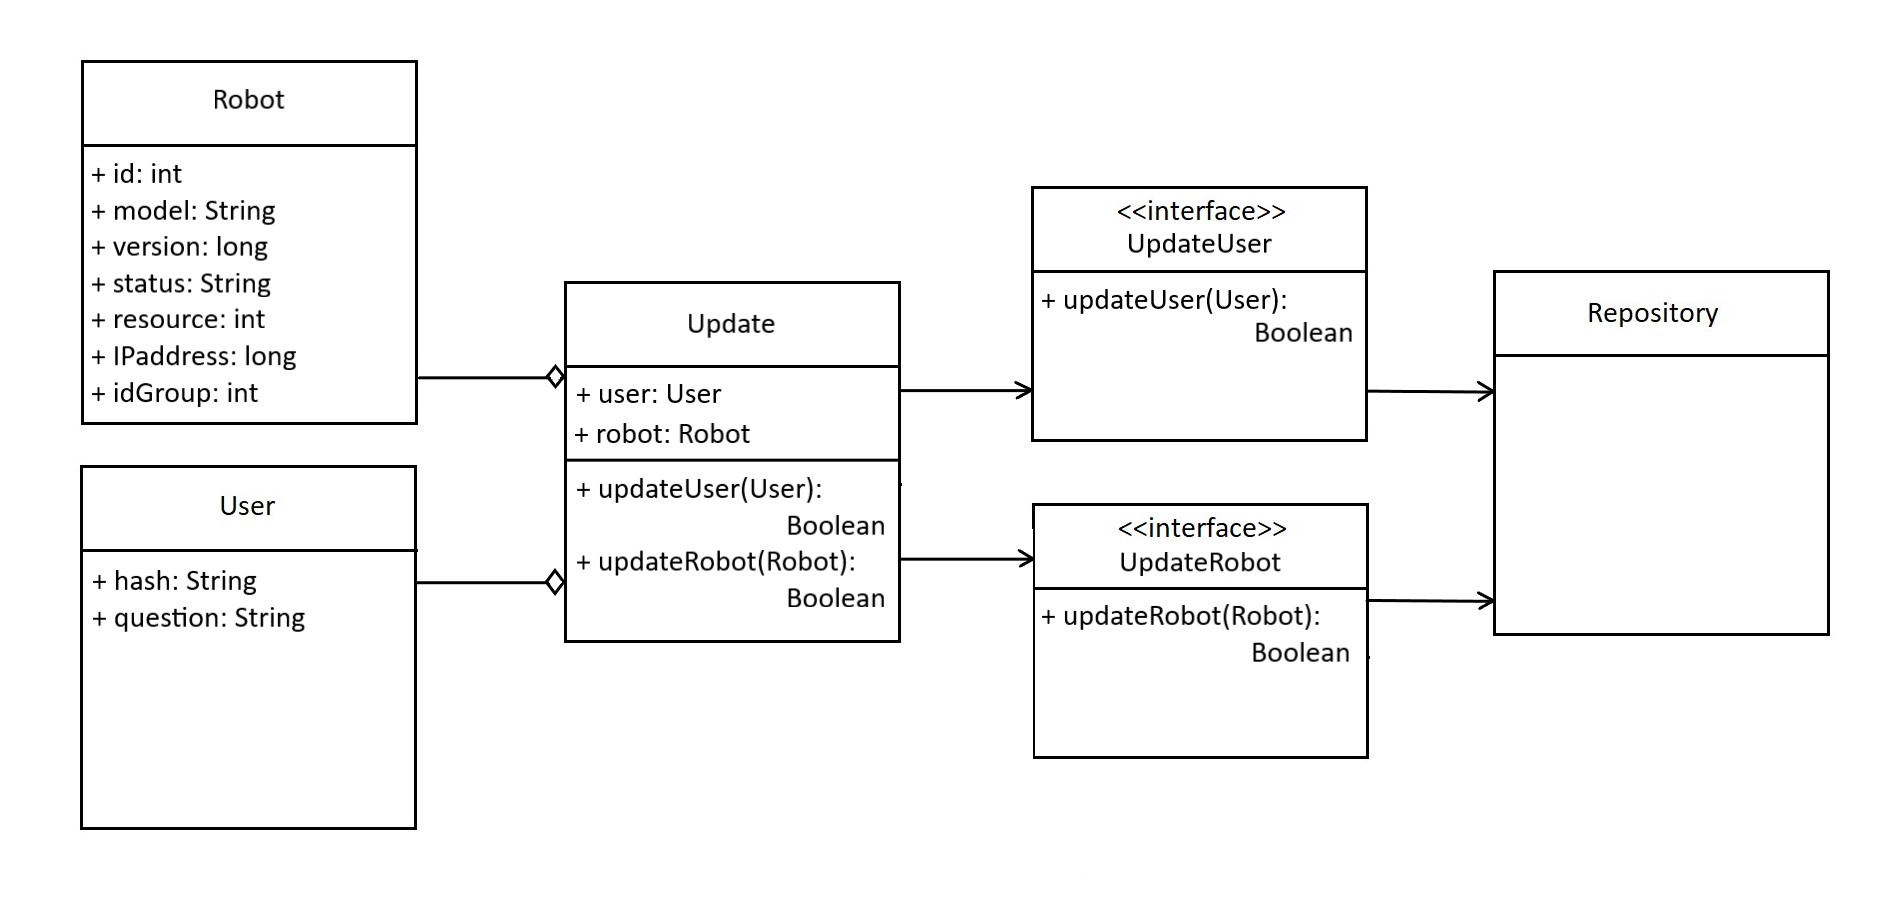 Robot
+ id: int
+ model: String
+ version: long
+ status: String
+ resource: int
+ IPaddress: long
+ idGroup: int
User
+ hash: String
+ question: String
Update
+ user: User
+ robot: Robot
+ updateUser(User):
Boolean
+ updateRobot(Robot):
Boolean
<<interface>>
UpdateUser
+ updateUser(User):
Boolean
<<interface>>
UpdateRobot
+ updateRobot(Robot):
Boolean
Repository